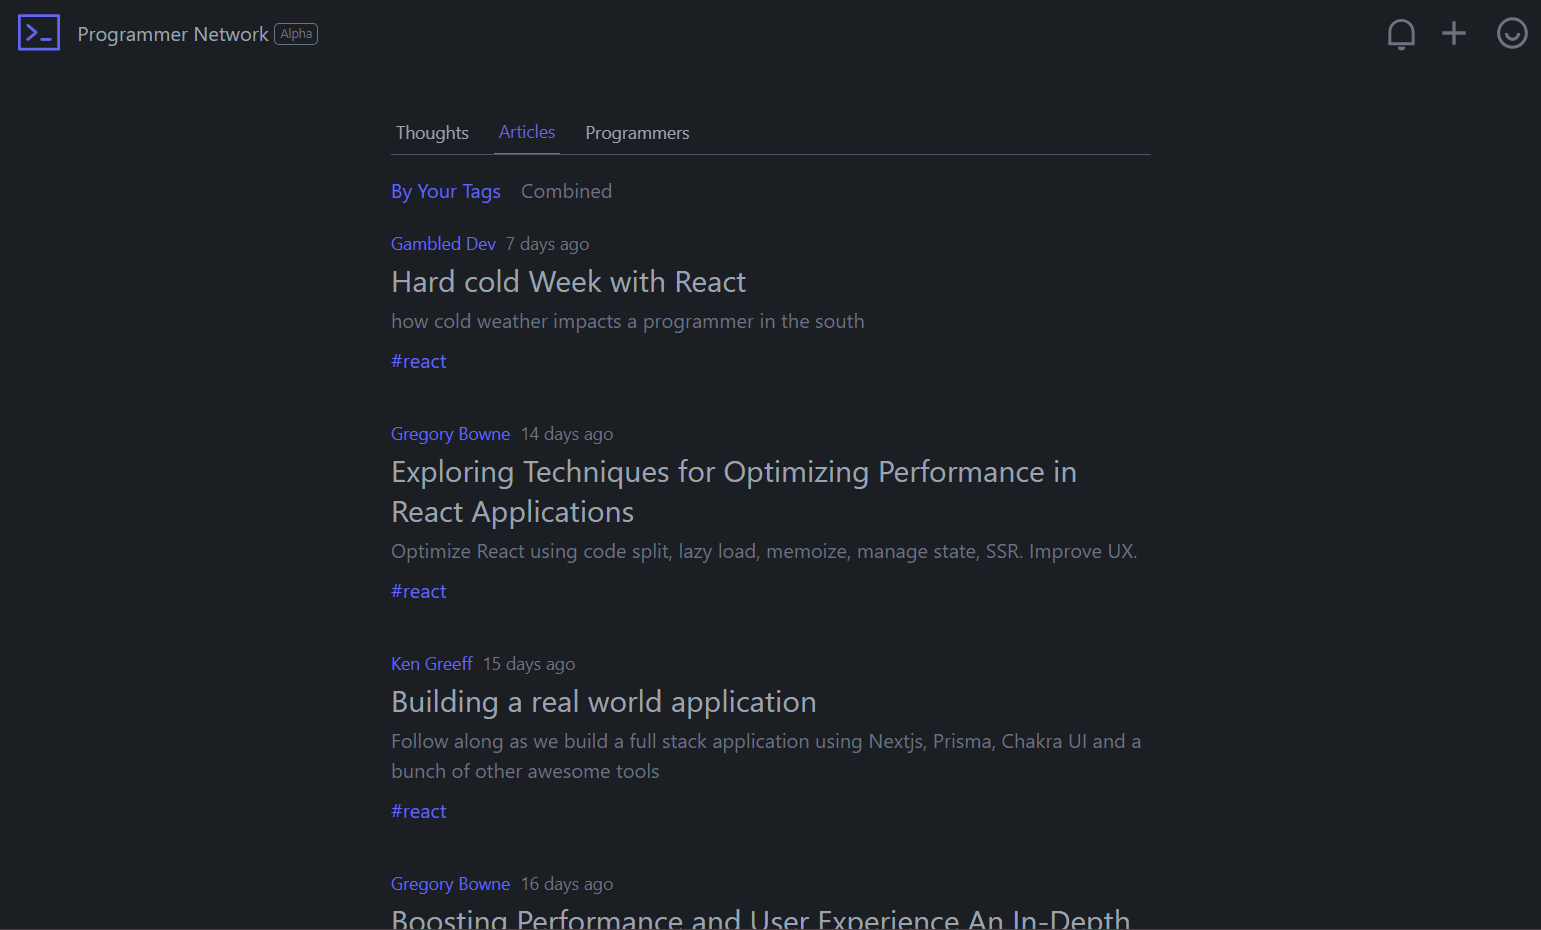 Programmer Network Alpha
Thoughts Articles Programmers
By Your Tags Combined
Gambled Dev 7 days ago
Hard cold Week with React
how cold weather impacts a programmer in the south
#react
Gregory Bowne 14 days ago
Exploring Techniques for Optimizing Performance in
React Applications
Optimize React using code split, lazy load, memoize, manage state, SSR. Improve UX.
#react
Ken Greeff 15 days ago
Building a real world application
Follow along as we build a full stack application using Nextjs, Prisma, Chakra UI and a
bunch of other awesome tools
#react
Gregory Bowne 16 days ago
Boosting Performance and User Experience An In-Depth